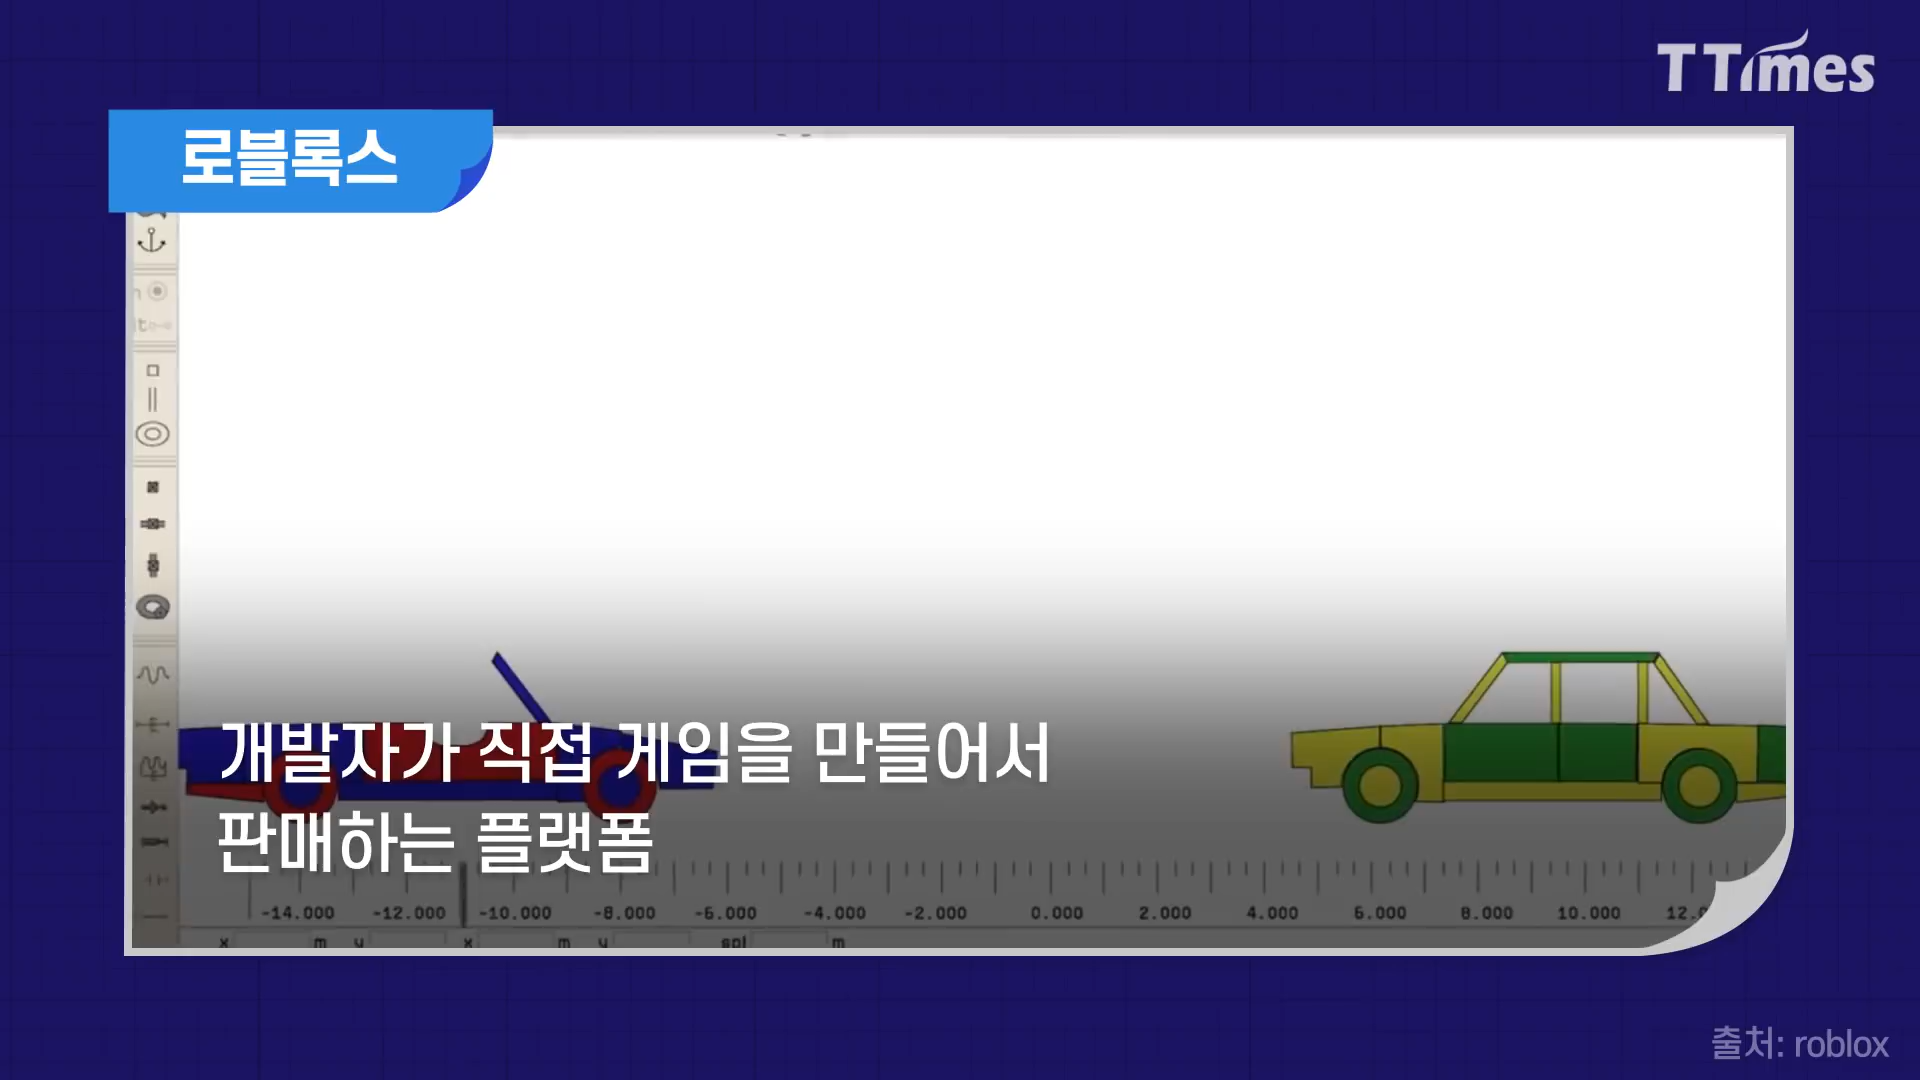 TTimes
로블록스
개발자가 직접 게임을 만들어서
판매하는 플랫폼
-14.000 -12.000 -10.000 -8.000 -6.000 -4.000 -2.000 0.000 2.000 4.000 6.000 8.000 10.000
x m y x m y spl m
출처: roblox